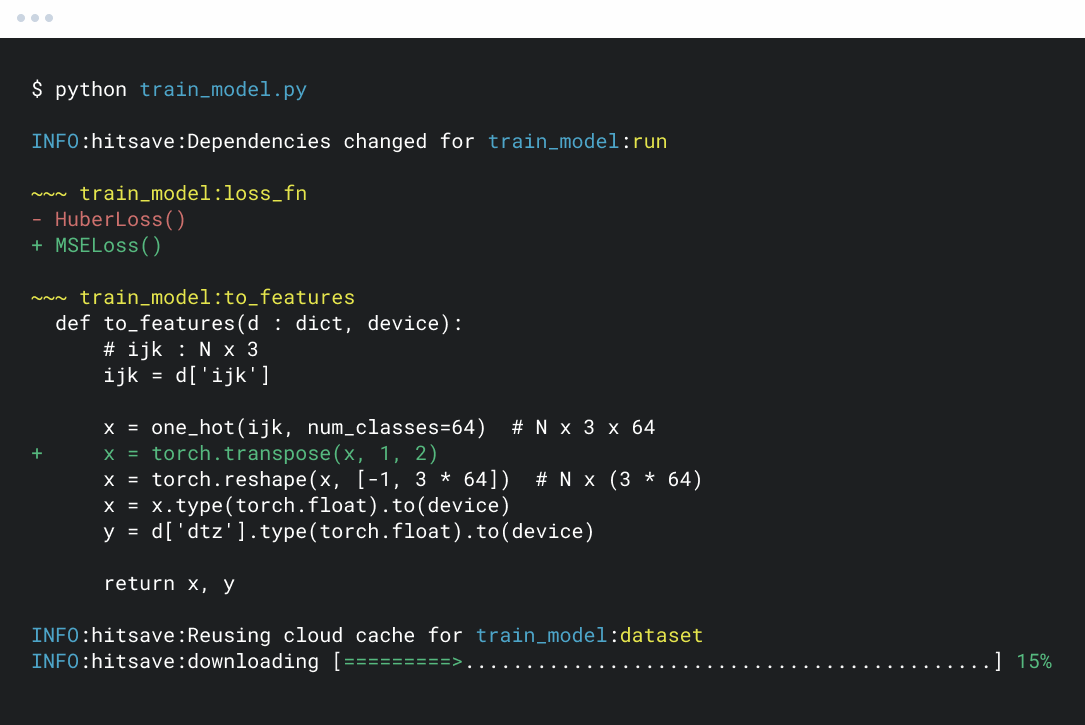 $ python train_model.py
INFO:hitsave:Dependencies changed for train_model:run
~~~ train_model:loss_fn
- HuberLoss()
+ MSELoss()
~~~ train_model:to_features
  def to_features(d : dict, device):
      # ijk : N x 3
      ijk = d['ijk']
      x = one_hot(ijk, num_classes=64)  # N x 3 x 64
+     x = torch.transpose(x, 1, 2)
      x = torch.reshape(x, [-1, 3 * 64])  # N x (3 * 64)
      x = x.type(torch.float).to(device)
      y = d['dtz'].type(torch.float).to(device)
      return x, y
INFO:hitsave:Reusing cloud cache for train_model:dataset
INFO:hitsave:downloading [=========>............................................] 15%